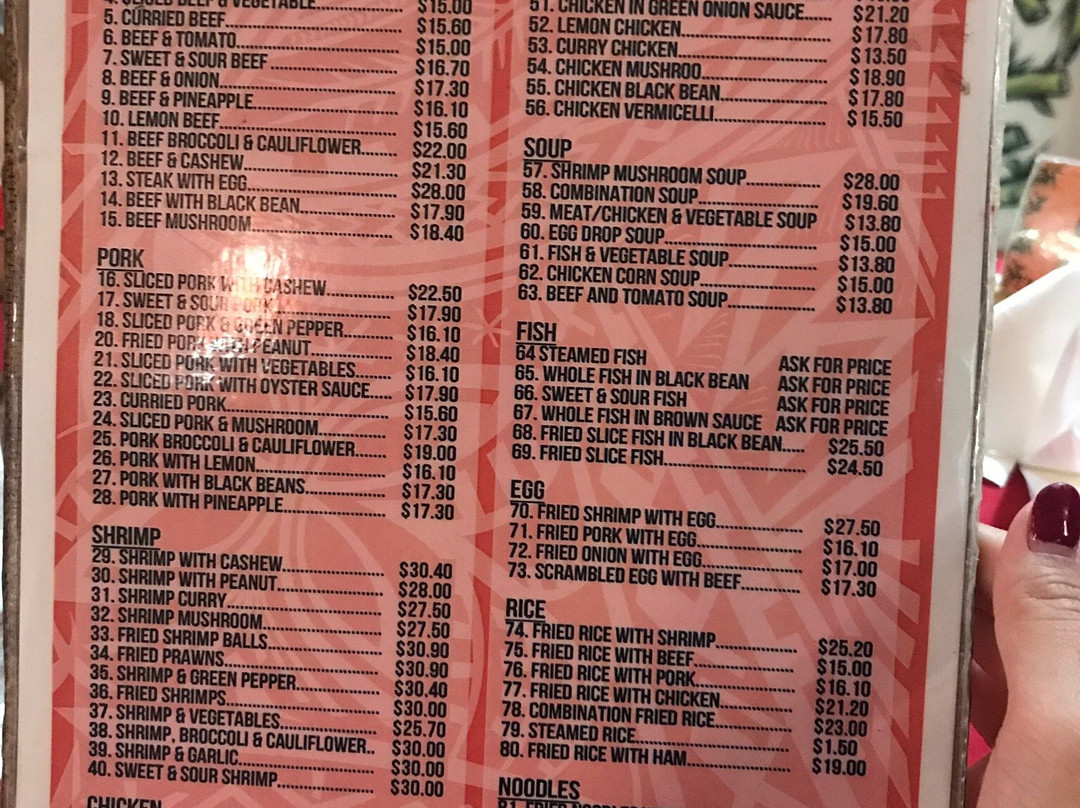 BEEF & VEGETABLE........ $15.00
5. CURRIED BEEF........ $15.60
6. BEEF & TOMATO........ $15.00
7. SWEET & SOUR BEEF........ $16.70
8. BEEF & ONION........ $17.30
9. BEEF & PINEAPPLE........ $16.10
10. LEMON BEEF........ $15.60
11. BEEF BROCCOLI & CAULIFLOWER........ $22.00
12. BEEF & CASHEW........ $21.30
13. STEAK WITH EGG........ $28.00
14. BEEF WITH BLACK BEAN........ $17.90
15. BEEF MUSHROOM........ $18.40
PORK
16. SLICED PORK WITH CASHEW........ $22.50
17. SWEET & SOUR PORK........ $17.90
18. SLICED PORK & GREEN PEPPER........ $16.10
20. FRIED PORK WITH PEANUT........ $18.40
21. SLICED PORK WITH VEGETABLES........ $16.10
22. SLICED PORK WITH OYSTER SAUCE........ $17.90
23. CURRIED PORK........ $15.60
24. SLICED PORK & MUSHROOM........ $17.30
25. PORK BROCCOLI & CAULIFLOWER........ $19.00
26. PORK WITH LEMON........ $16.10
27. PORK WITH BLACK BEANS........ $17.30
28. PORK WITH PINEAPPLE........ $17.30
SHRIMP
29. SHRIMP WITH CASHEW........ $30.40
30. SHRIMP WITH PEANUT........ $28.00
31. SHRIMP CURRY........ $27.50
32. SHRIMP MUSHROOM........ $27.50
33. FRIED SHRIMP BALLS........ $30.90
34. FRIED PRAWNS........ $30.90
35. SHRIMP & GREEN PEPPER........ $30.40
36. FRIED SHRIMPS........ $30.00
37. SHRIMP & VEGETABLES........ $25.70
38. SHRIMP, BROCCOLI & CAULIFLOWER.. $30.00
39. SHRIMP & GARLIC........ $30.00
40. SWEET & SOUR SHRIMP........ $30.00
CHICKEN
51. CHICKEN IN GREEN ONION SAUCE........ $21.20
52. LEMON CHICKEN........ $17.80
53. CURRY CHICKEN........ $13.50
54. CHICKEN MUSHROO........ $18.90
55. CHICKEN BLACK BEAN........ $17.80
56. CHICKEN VERMICELLI........ $15.50
SOUP
57. SHRIMP MUSHROOM SOUP........ $28.00
58. COMBINATION SOUP........ $19.60
59. MEAT/CHICKEN & VEGETABLE SOUP $13.80
60. EGG DROP SOUP........ $15.00
61. FISH & VEGETABLE SOUP........ $13.80
62. CHICKEN CORN SOUP........ $15.00
63. BEEF AND TOMATO SOUP........ $13.80
FISH
64 STEAMED FISH ASK FOR PRICE
65. WHOLE FISH IN BLACK BEAN ASK FOR PRICE
66. SWEET & SOUR FISH ASK FOR PRICE
67. WHOLE FISH IN BROWN SAUCE ASK FOR PRICE
68. FRIED SLICE FISH IN BLACK BEAN..... $25.50
69. FRIED SLICE FISH........ $24.50
EGG
70. FRIED SHRIMP WITH EGG........ $27.50
71. FRIED PORK WITH EGG........ $16.10
72. FRIED ONION WITH EGG........ $17.00
73. SCRAMBLED EGG WITH BEEF........ $17.30
RICE
74. FRIED RICE WITH SHRIMP........ $25.20
75. FRIED RICE WITH BEEF........ $15.00
76. FRIED RICE WITH PORK........ $16.10
77. FRIED RICE WITH CHICKEN........ $21.20
78. COMBINATION FRIED RICE........ $23.00
79. STEAMED RICE........ $1.50
80. FRIED RICE WITH HAM........ $19.00
NOODLES